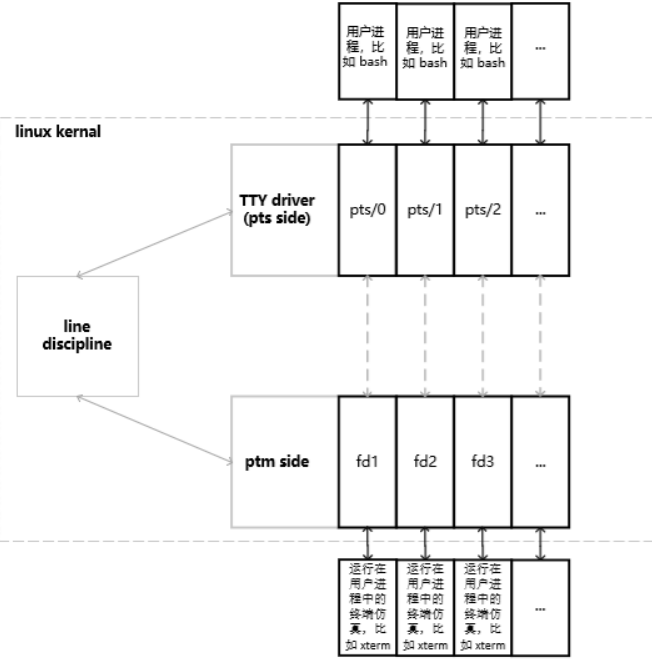 用户进
程，比
如 bash
用户进
程，比
如 bash
用户进
程，比
如 bash
...
linux kernal
TTY driver
(pts side)
pts/0
pts/1
pts/2
...
line
discipline
ptm side
fd1
fd2
fd3
...
运行在
用户进
程中的
终端仿
真，比
如 xterm
运行在
用户进
程中的
终端仿
真，比
如 xterm
运行在
用户进
程中的
终端仿
真，比
如 xterm
...